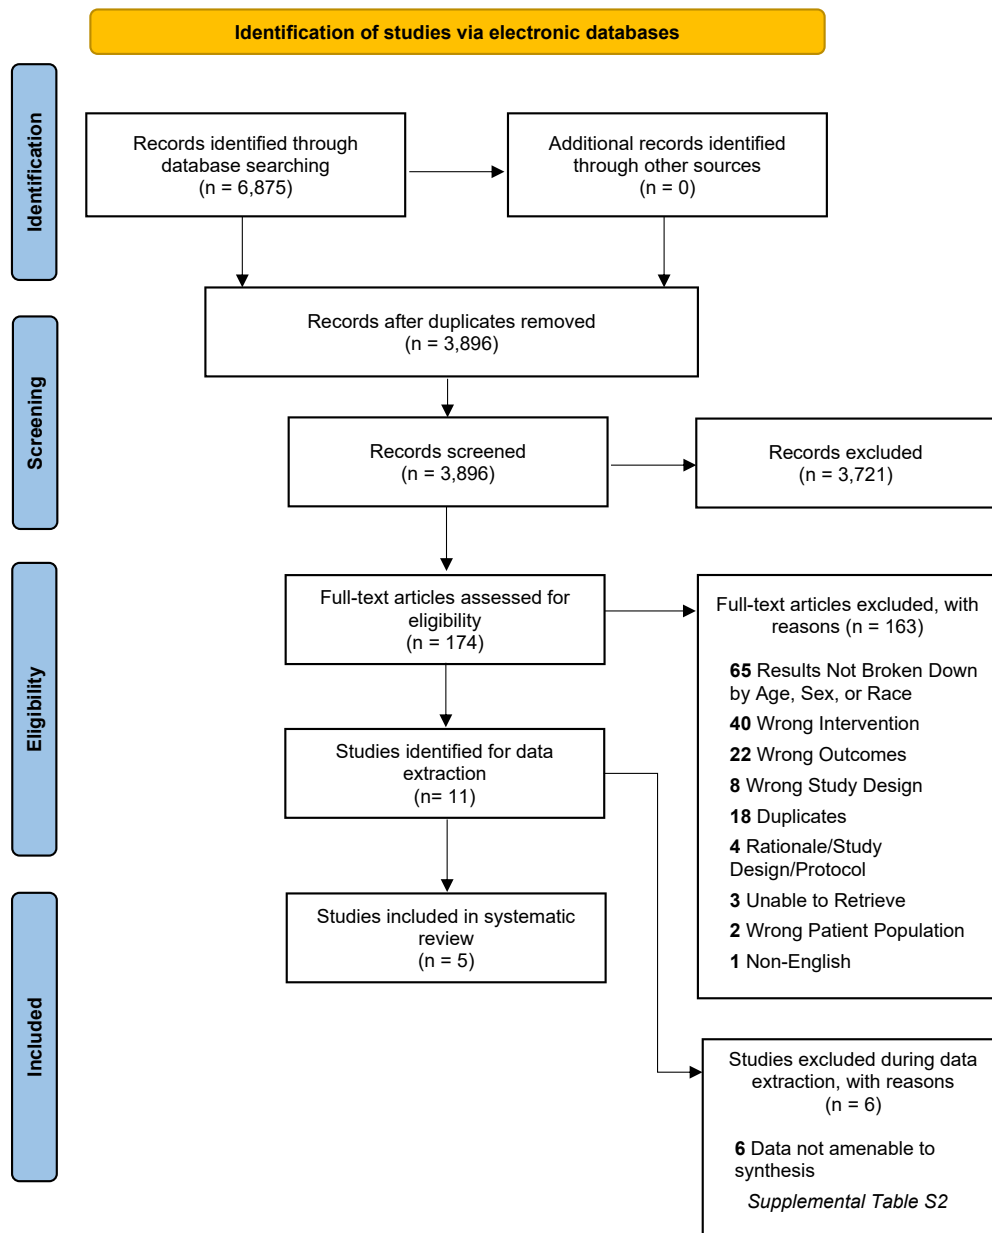 Identification of studies via electronic databases
Identification
Records identified through
database searching
(n = 6,875)
Additional records identified
through other sources
(n = 0)
Records after duplicates removed
(n = 3,896)
Screening
Records screened
(n = 3,896)
Records excluded
(n = 3,721)
Eligibility
Full-text articles assessed for
eligibility
(n = 174)
Full-text articles excluded, with
reasons (n = 163)
65 Results Not Broken Down
by Age, Sex, or Race
40 Wrong Intervention
22 Wrong Outcomes
8 Wrong Study Design
18 Duplicates
4 Rationale/Study
Design/Protocol
3 Unable to Retrieve
2 Wrong Patient Population
1 Non-English
Studies identified for data
extraction
(n= 11)
Included
Studies included in systematic
review
(n = 5)
Studies excluded during data
extraction, with reasons
(n = 6)
6 Data not amenable to
synthesis
Supplemental Table S2